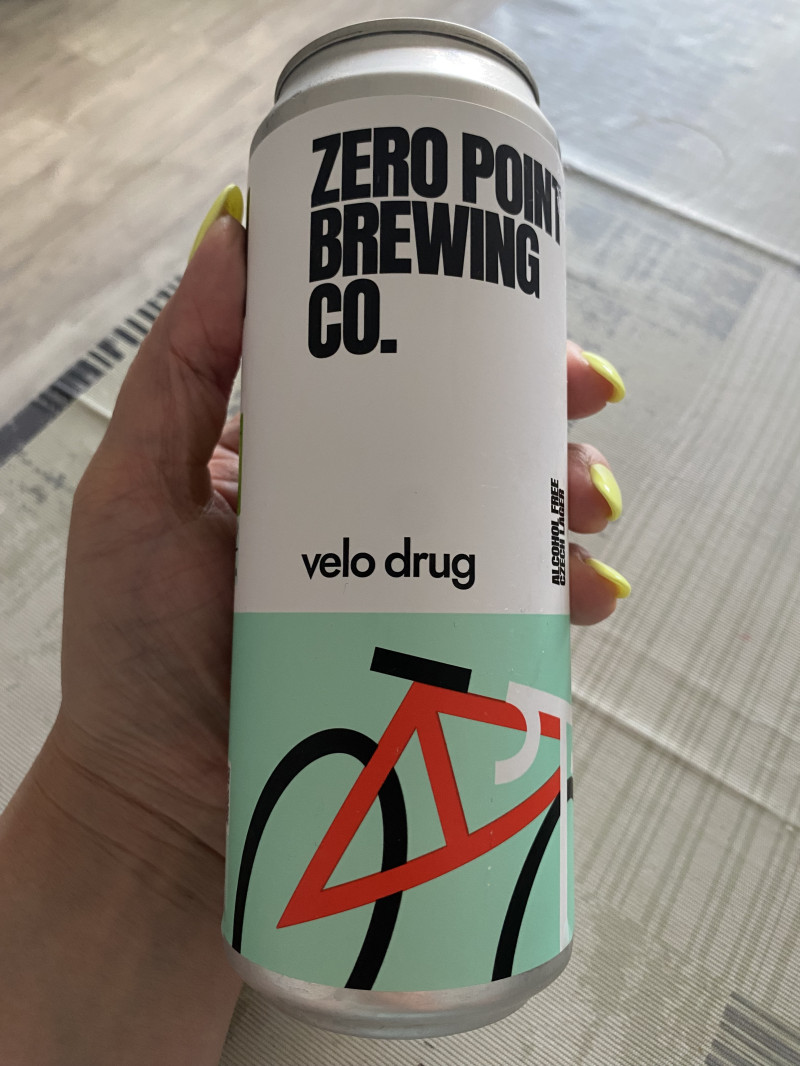 ZERO POINT
BREWING
CO.
velo drug
ALCOHOL FREE
CZECH LAGER